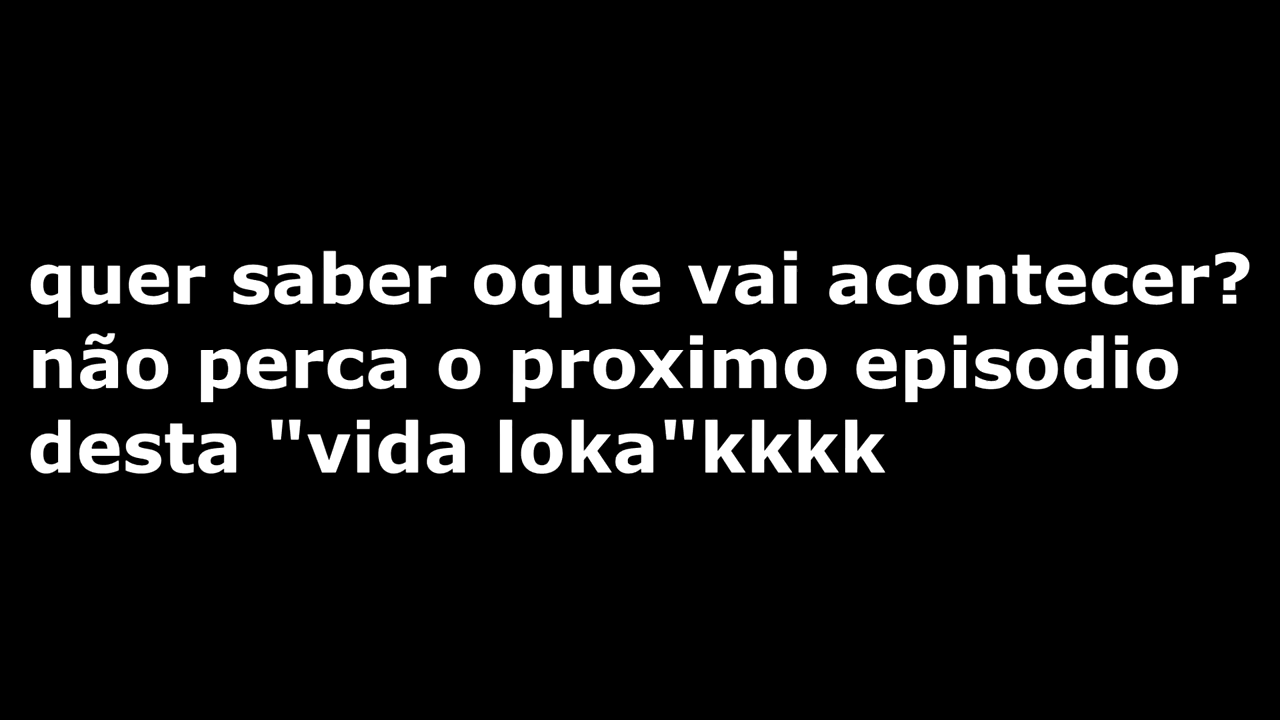 quer saber oque vai acontecer?
não perca o proximo episodio
desta "vida loka"kkkk